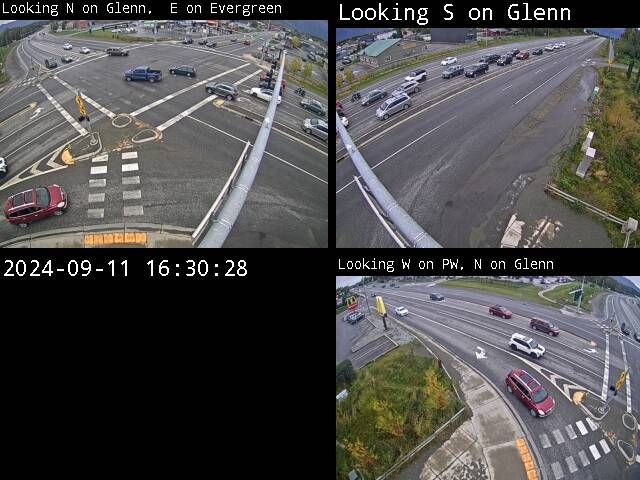 Looking N on Glenn,  E on Evergreen
Looking S on Glenn
2024-09-11 16:30:28
Looking W on PW, N on Glenn